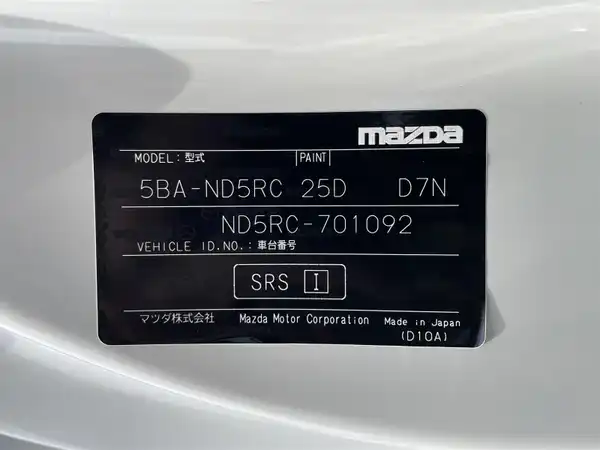 mazda
MODEL: 型式 PAINT
5BA-ND5RC 25D D7N
ND5RC-701092
VEHICLE ID.NO.: 車台番号
SRS I
マツダ株式会社 Mazda Motor Corporation Made in Japan
(D10A)